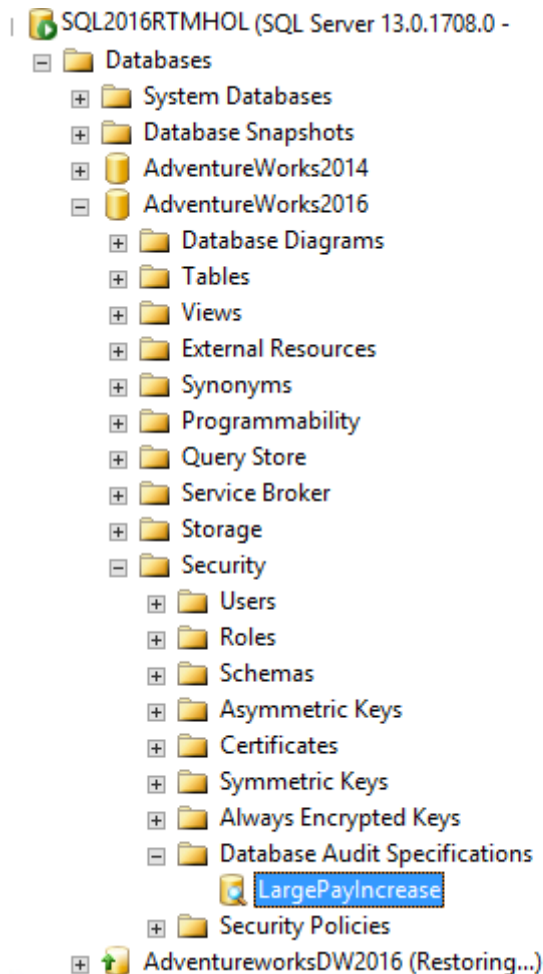 SQL2016RTMHOL (SQL Server 13.0.1708.0 -
Databases
System Databases
Database Snapshots
AdventureWorks2014
AdventureWorks2016
Database Diagrams
Tables
Views
External Resources
Synonyms
Programmability
Query Store
Service Broker
Storage
Security
Users
Roles
Schemas
Asymmetric Keys
Certificates
Symmetric Keys
Always Encrypted Keys
Database Audit Specifications
LargePayIncrease
Security Policies
AdventureworksDW2016 (Restoring...)